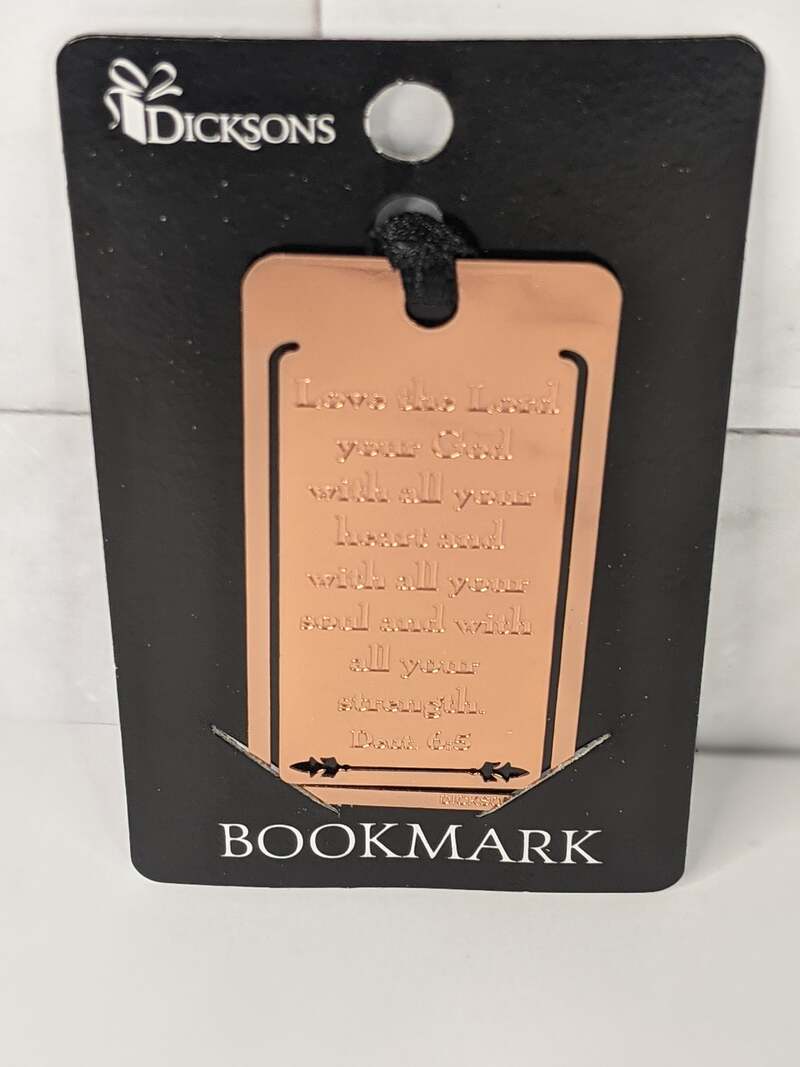 DICKSONS
Love the Lord
your God
with all your
heart and
with all your
soul and with
all your
strength.
Deut. 6:5
BOOKMARK